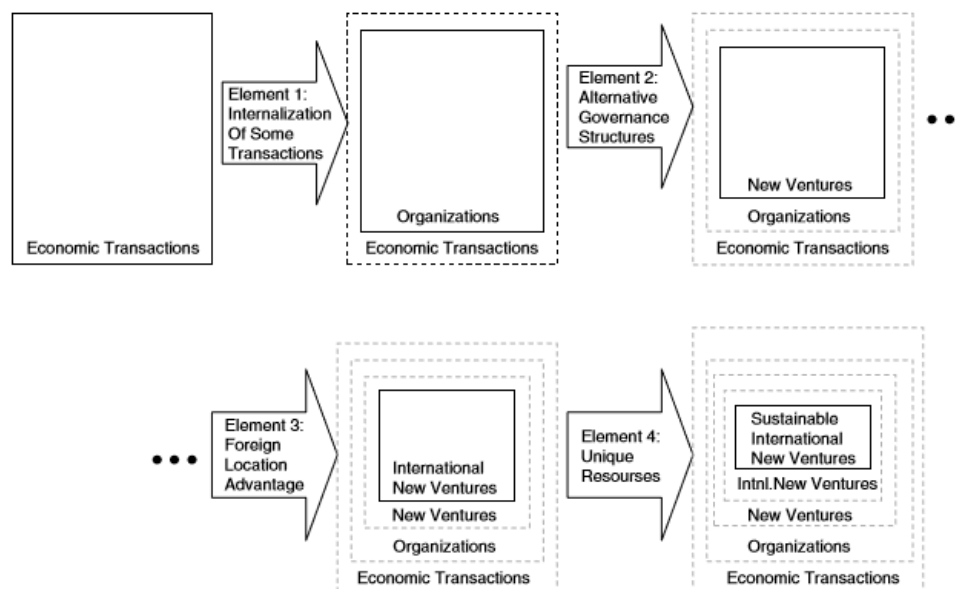 Economic Transactions
Element 1:
Internalization
Of Some
Transactions
Organizations
Economic Transactions
Element 2:
Alternative
Governance
Structures
New Ventures
Organizations
Economic Transactions
Element 3:
Foreign
Location
Advantage
International
New Ventures
New Ventures
Organizations
Economic Transactions
Element 4:
Unique
Resourses
Sustainable
International
New Ventures
Intnl.New Ventures
New Ventures
Organizations
Economic Transactions